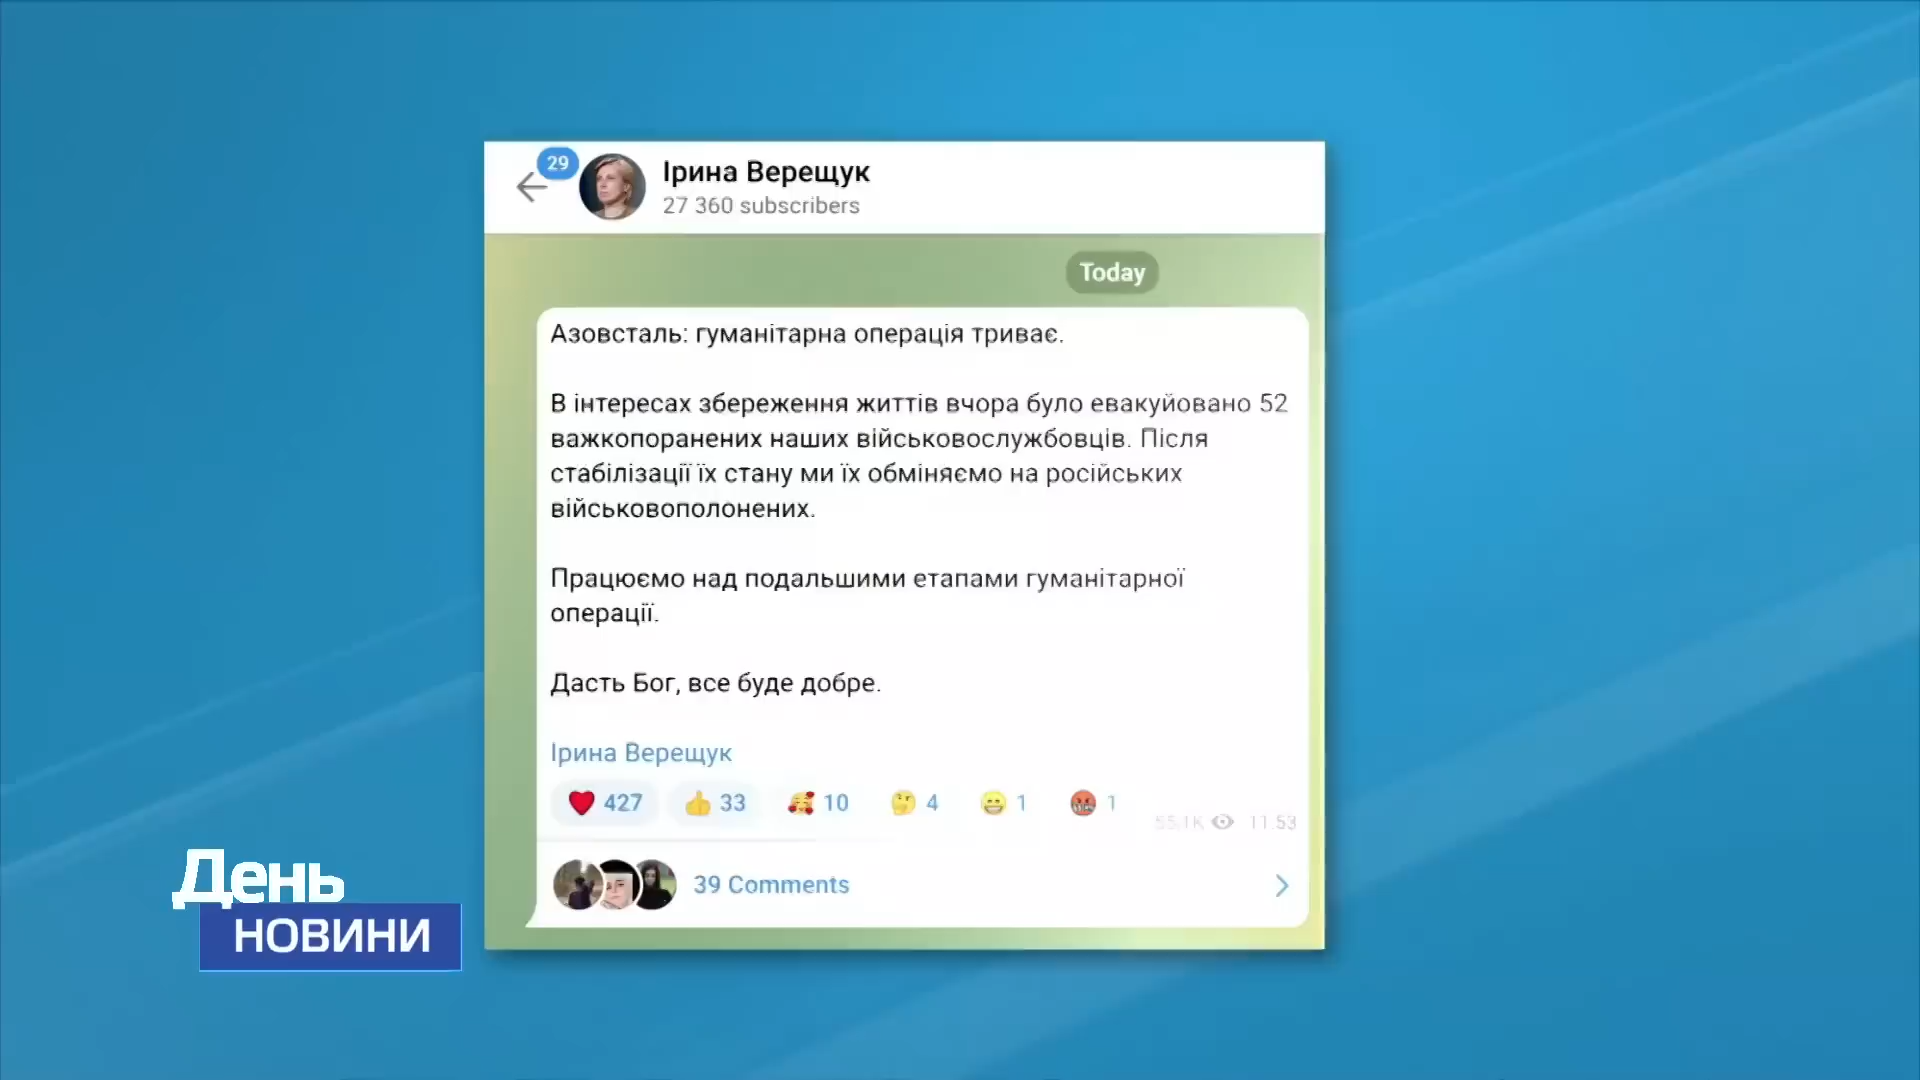 29
Ірина Верещук
27 360 subscribers
Today
Азовсталь: гуманітарна операція триває.
В інтересах збереження життів вчора було евакуйовано 52
важкопоранених наших військовослужбовців. Після
стабілізації їх стану ми їх обміняємо на російських
військовополонених.
Працюємо над подальшими етапами гуманітарної
операції.
Дасть Бог, все буде добре.
Ірина Верещук
427 33 10 4 1 1
55.1K 11:53
39 Comments
День
НОВИНИ